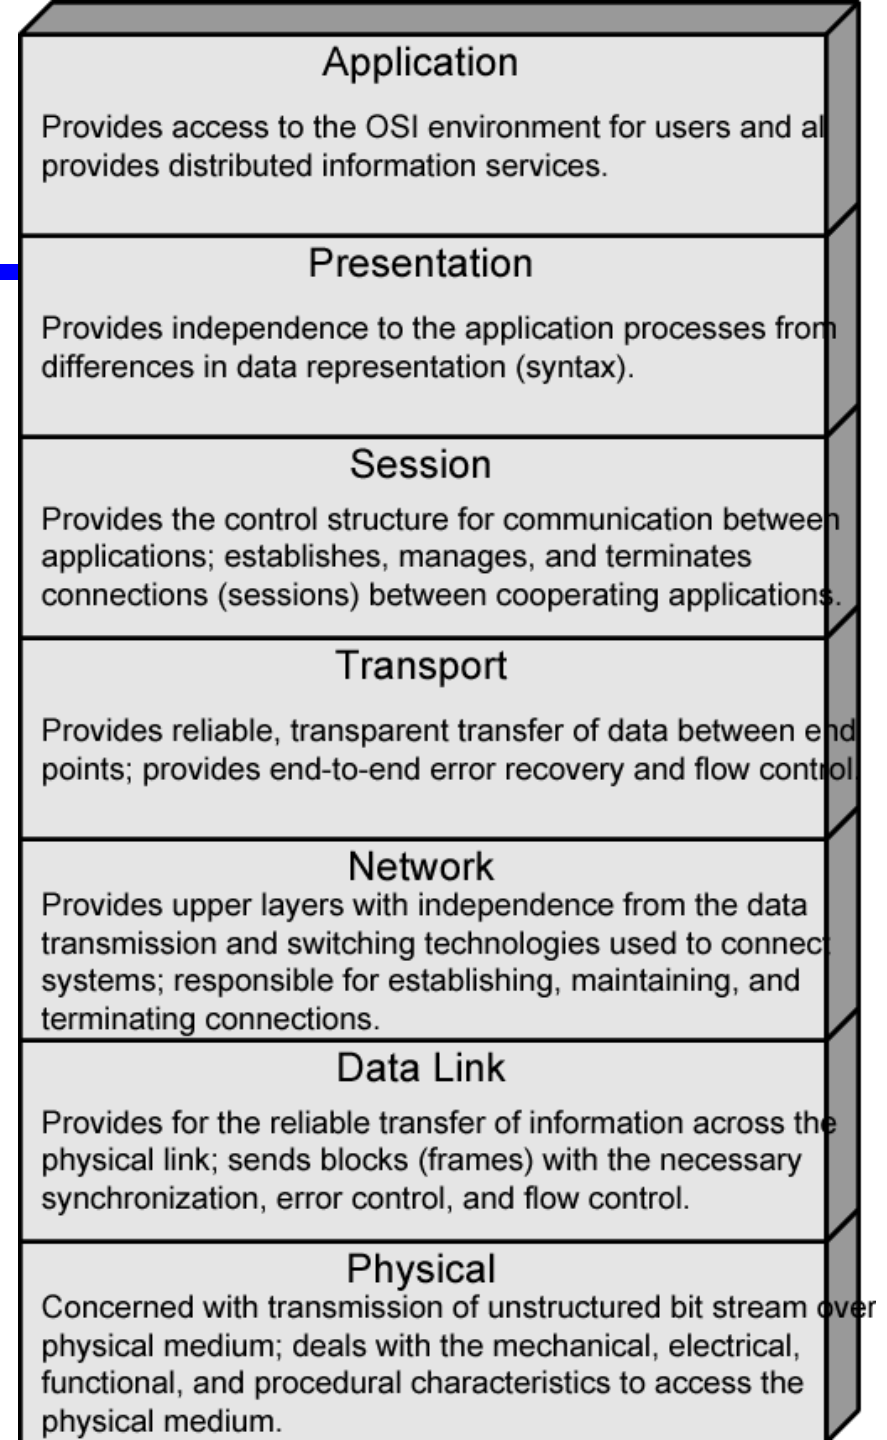 Application
Provides access to the OSI environment for users and al
provides distributed information services.
Presentation
Provides independence to the application processes from
differences in data representation (syntax).
Session
Provides the control structure for communication between
applications; establishes, manages, and terminates
connections (sessions) between cooperating applications.
Transport
Provides reliable, transparent transfer of data between end
points; provides end-to-end error recovery and flow control.
Network
Provides upper layers with independence from the data
transmission and switching technologies used to connect
systems; responsible for establishing, maintaining, and
terminating connections.
Data Link
Provides for the reliable transfer of information across the
physical link; sends blocks (frames) with the necessary
synchronization, error control, and flow control.
Physical
Concerned with transmission of unstructured bit stream over
physical medium; deals with the mechanical, electrical,
functional, and procedural characteristics to access the
physical medium.